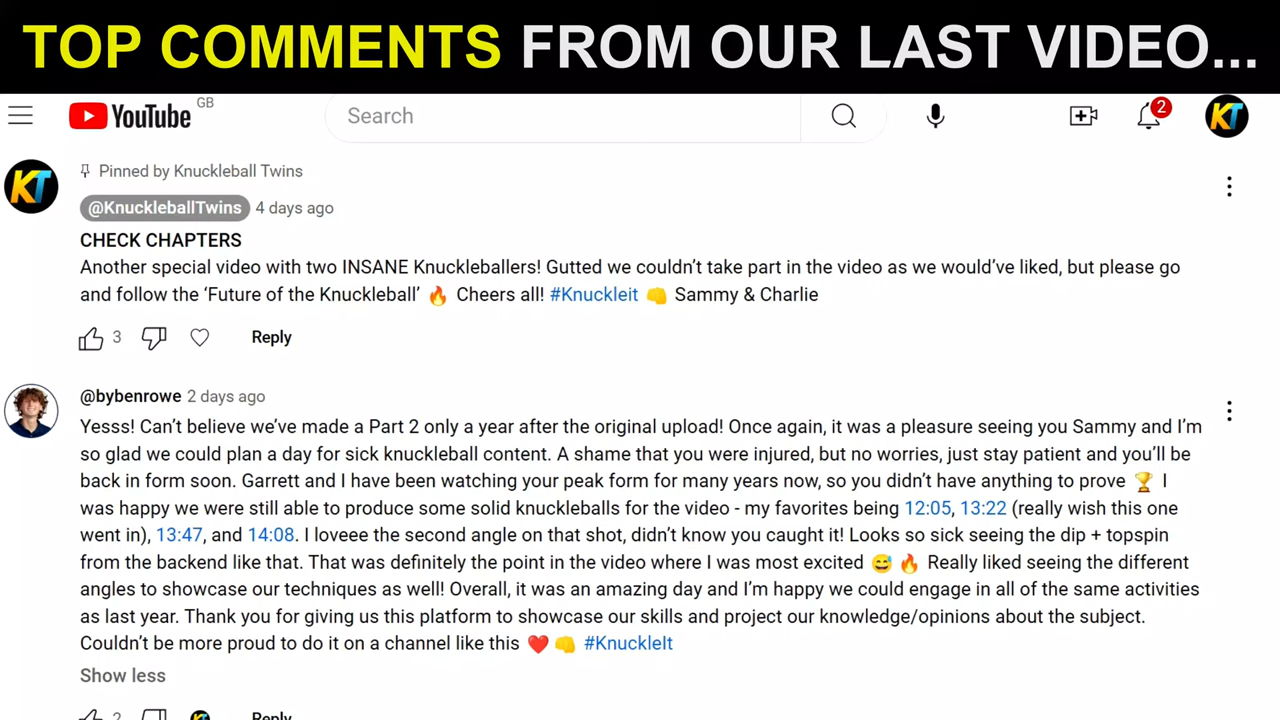 TOP COMMENTS FROM OUR LAST VIDEO...
YouTube GB
Search
2
KT
KT
Pinned by Knuckleball Twins
@KnuckleballTwins 4 days ago
CHECK CHAPTERS
Another special video with two INSANE Knuckleballers! Gutted we couldn’t take part in the video as we would’ve liked, but please go
and follow the ‘Future of the Knuckleball’ 🔥 Cheers all! #Knuckleit 👊 Sammy & Charlie
3 Reply
@bybenrowe 2 days ago
Yesss! Can’t believe we’ve made a Part 2 only a year after the original upload! Once again, it was a pleasure seeing you Sammy and I’m
so glad we could plan a day for sick knuckleball content. A shame that you were injured, but no worries, just stay patient and you’ll be
back in form soon. Garrett and I have been watching your peak form for many years now, so you didn’t have anything to prove 🏆 I
was happy we were still able to produce some solid knuckleballs for the video - my favorites being 12:05, 13:22 (really wish this one
went in), 13:47, and 14:08. I loveee the second angle on that shot, didn’t know you caught it! Looks so sick seeing the dip + topspin
from the backend like that. That was definitely the point in the video where I was most excited 😅 🔥 Really liked seeing the different
angles to showcase our techniques as well! Overall, it was an amazing day and I’m happy we could engage in all of the same activities
as last year. Thank you for giving us this platform to showcase our skills and project our knowledge/opinions about the subject.
Couldn’t be more proud to do it on a channel like this ❤️ 👊 #KnuckleIt
Show less
2 Reply